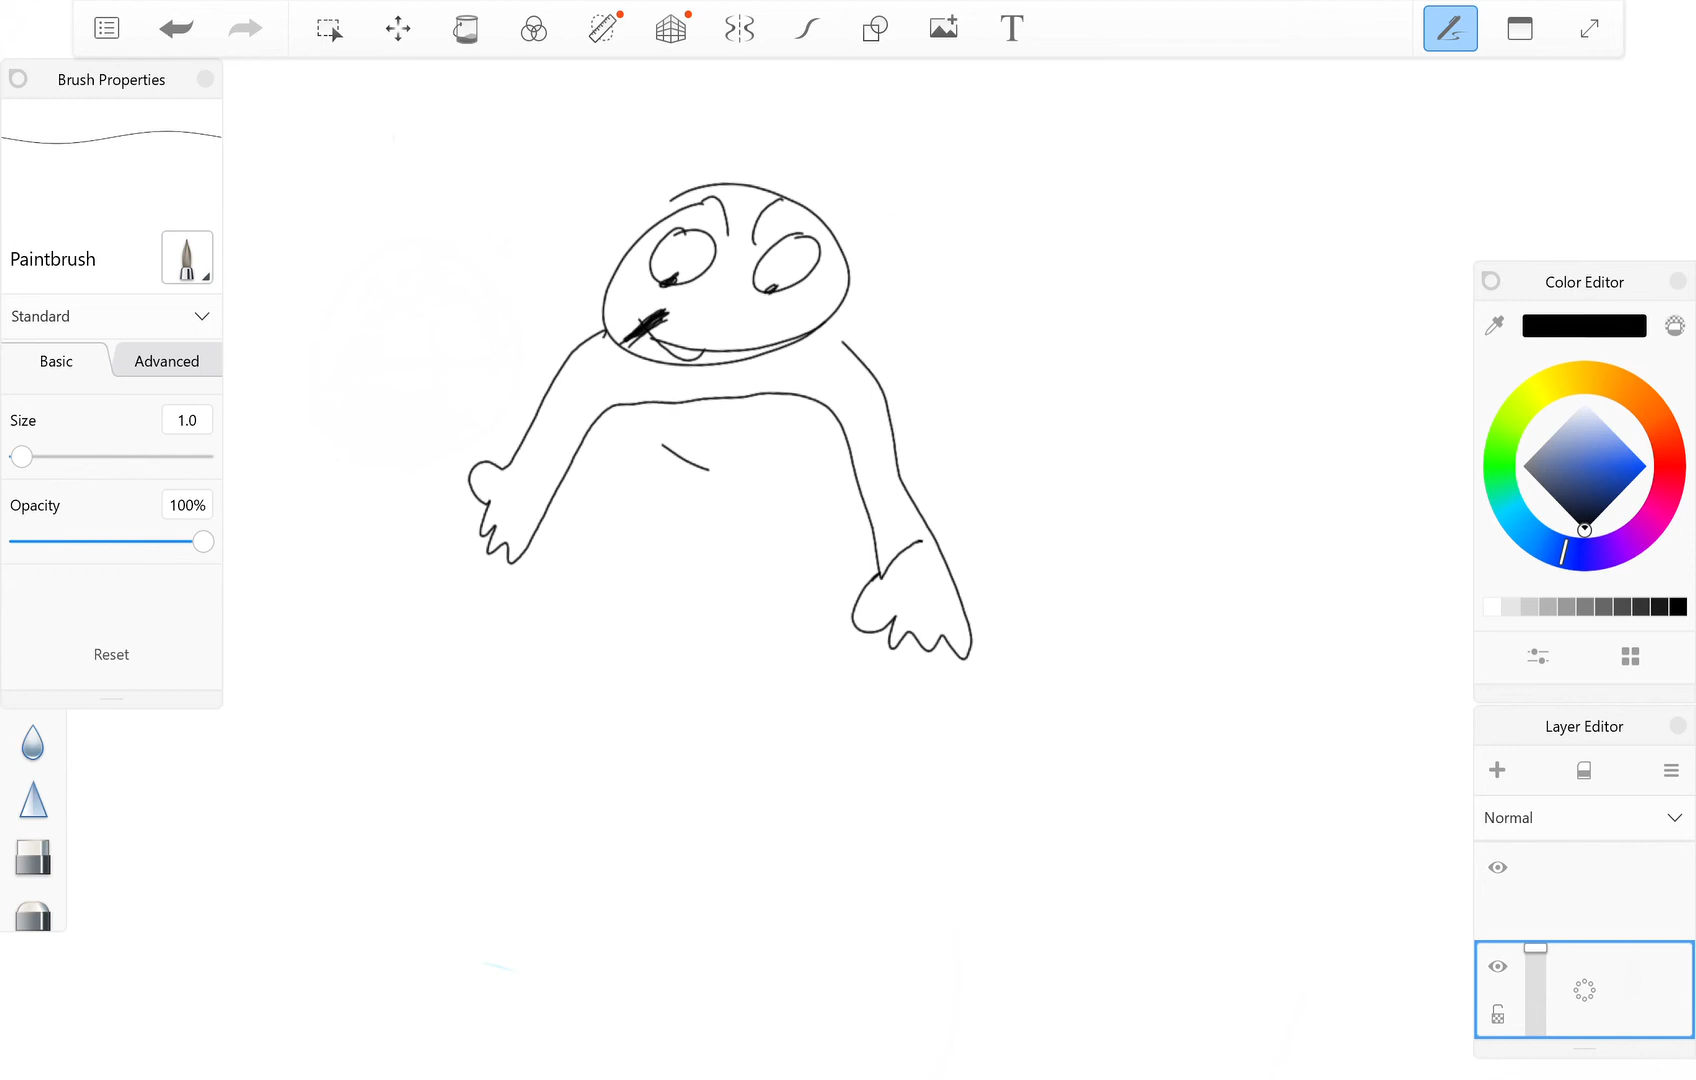 T
Brush Properties
Paintbrush
Standard
Basic
Advanced
Size
1.0
Opacity
100%
Reset
Color Editor
Layer Editor
Normal